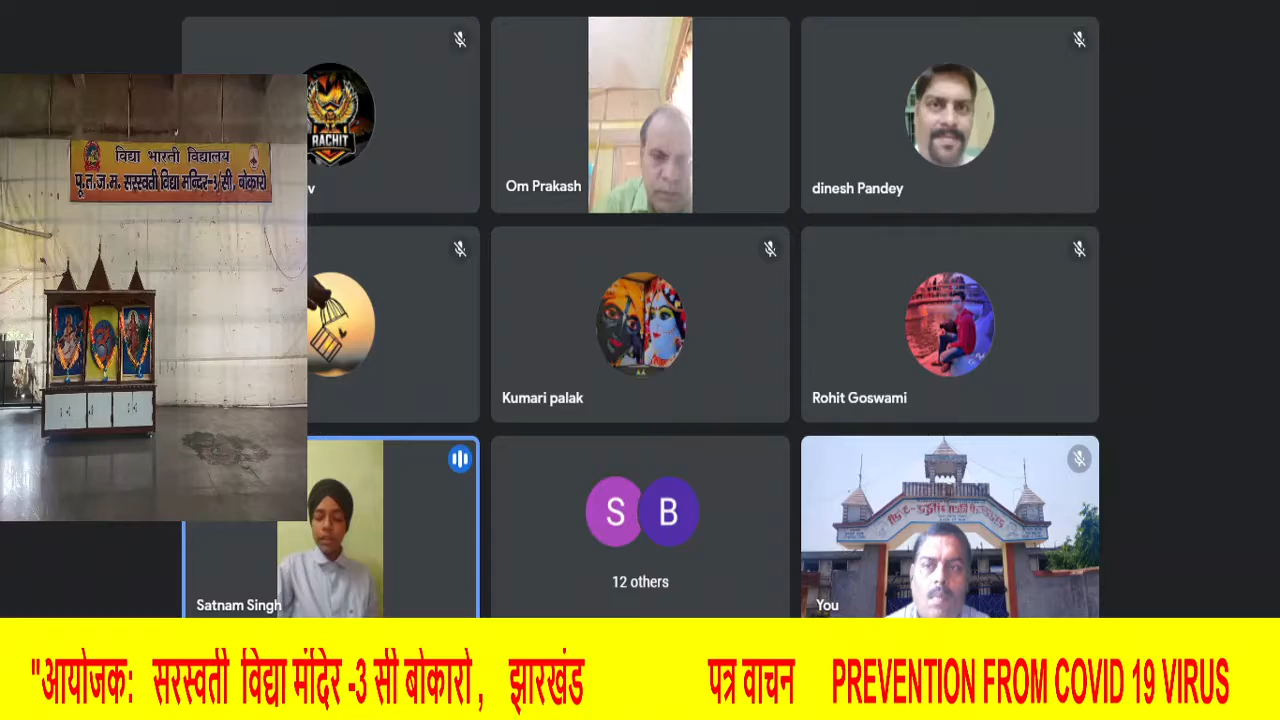 RACHIT
v
Om Prakash
dinesh Pandey
विद्या भारती विद्यालय
पू.त.ज.म. सरस्वती विद्या मन्दिर-३/सी, बोकारो
Kumari palak
Rohit Goswami
Satnam Singh
S B
12 others
You
"आयोजक: सरस्वती विद्या मंदिर -3 सी बोकारो , झारखंड पत्र वाचन PREVENTION FROM COVID 19 VIRUS